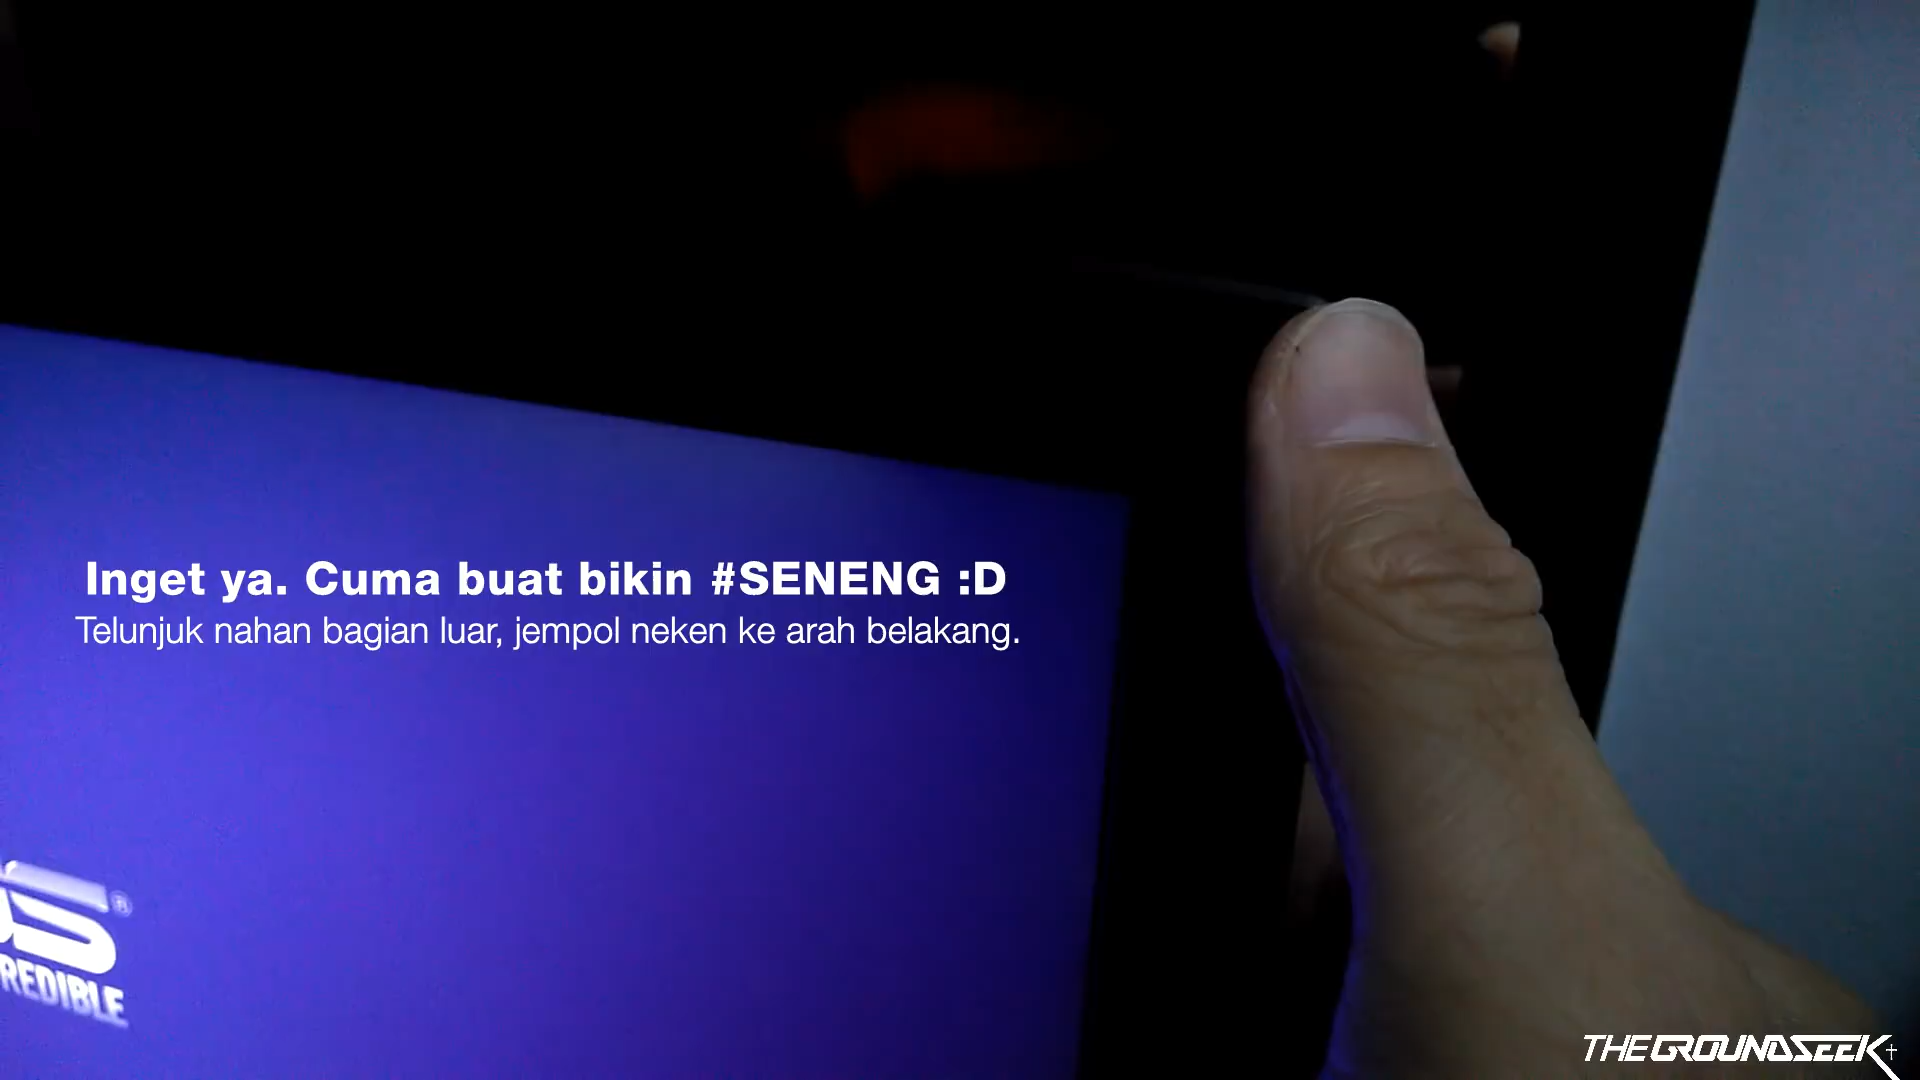 Inget ya. Cuma buat bikin #SENENG :D
Telunjuk nahan bagian luar, jempol neken ke arah belakang.
REDIBLE
THEGROUNDSEEK